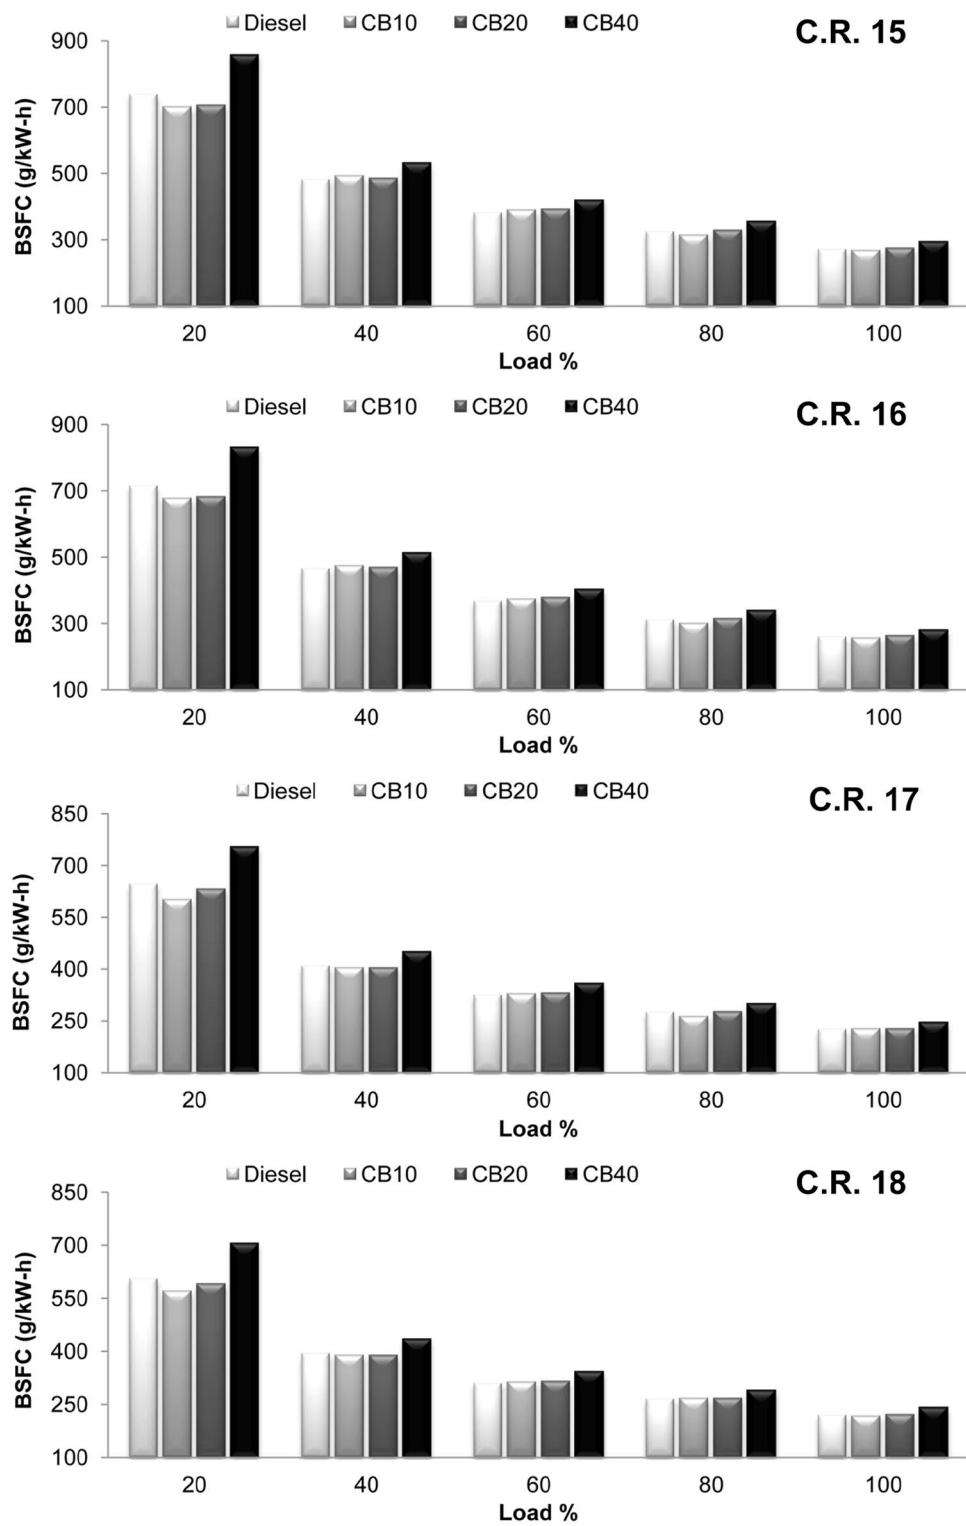 Diesel CB10 CB20 CB40 C.R. 15
BSFC (g/kW-h)
900
700
500
300
100
20 40 60 80 100
Load %
Diesel CB10 CB20 CB40 C.R. 16
BSFC (g/kW-h)
900
700
500
300
100
20 40 60 80 100
Load %
Diesel CB10 CB20 CB40 C.R. 17
BSFC (g/kW-h)
850
700
550
400
250
100
20 40 60 80 100
Load %
Diesel CB10 CB20 CB40 C.R. 18
BSFC (g/kW-h)
850
700
550
400
250
100
20 40 60 80 100
Load %